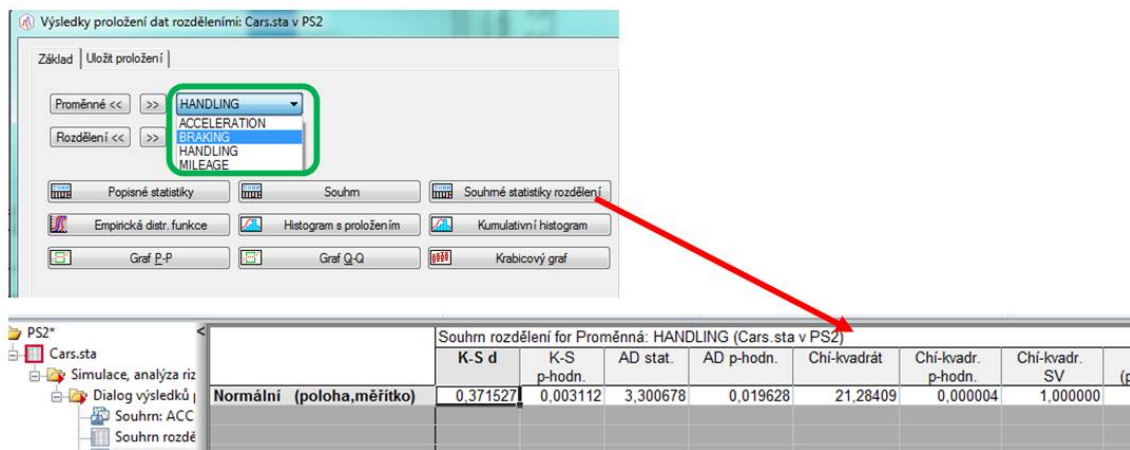 Výsledky proložení dat rozděleními: Cars.sta v PS2
Základ Uložit proložení
Proměnné << >> HANDLING
ACCELERATION
Rozdělení << >> BRAKING
HANDLING
MILEAGE
Popisné statistiky Souhrn Souhrné statistiky rozdělení
Empirická distr. funkce Histogram s proložením Kumulativní histogram
Graf P-P Graf Q-Q Krabicový graf
PS2*
Cars.sta
Simulace, analýza riz
Dialog výsledků
Souhrn: ACC
Souhrn rozdě
Souhrn rozdělení for Proměnná: HANDLING (Cars.sta v PS2)
K-S d K-S p-hodn. AD stat. AD p-hodn. Chí-kvadrát Chí-kvadr. p-hodn. Chí-kvadr. SV
Normální (poloha,měřítko) 0,371527 0,003112 3,300678 0,019628 21,28409 0,000004 1,000000